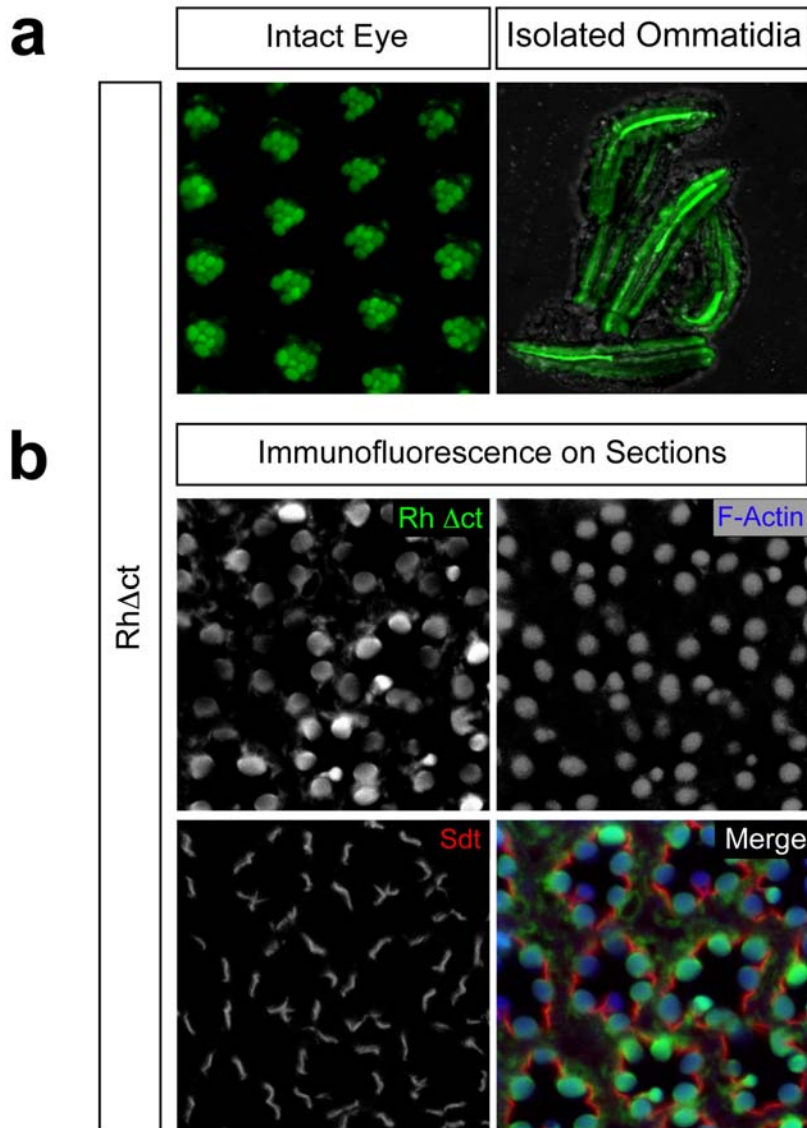 a
Intact Eye
Isolated Ommatidia
RhΔct
b
Immunofluorescence on Sections
Rh Δct
F-Actin
Sdt
Merge